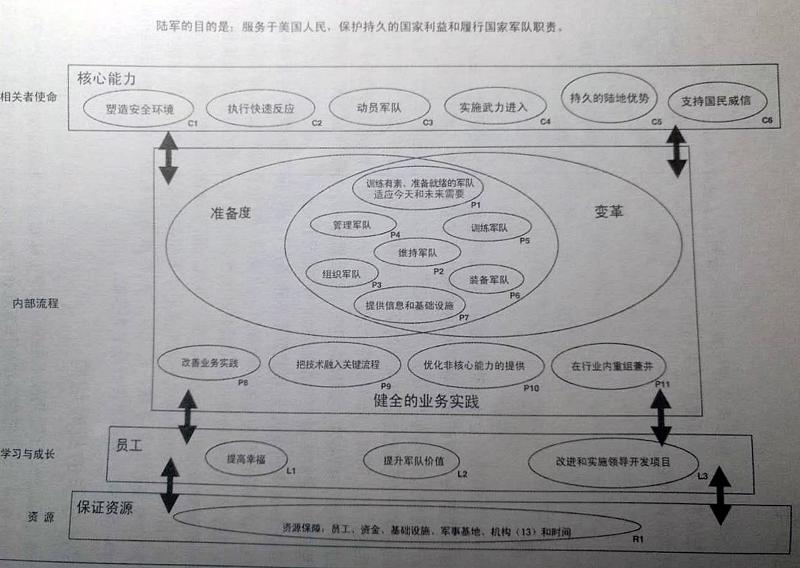 陆军的目的是：服务于美国人民，保护持久的国家利益和履行国家军队职责。
相关者使命
核心能力
塑造安全环境 C1
执行快速反应 C2
动员军队 C3
实施武力进入 C4
持久的陆地优势 C5
支持国民威信 C6
内部流程
准备度
变革
训练有素、准备就绪的军队
适应今天和未来需要
P1
管理军队 P4
训练军队 P5
维持军队 P2
组织军队 P3
装备军队 P6
提供信息和基础设施 P7
改善业务实践 P8
把技术融入关键流程 P9
优化非核心能力的提供 P10
在行业内重组兼并 P11
健全的业务实践
学习与成长
员工
提高幸福 L1
提升军队价值 L2
改进和实施领导开发项目 L3
资源
保证资源
资源保障：员工、资金、基础设施、军事基地、机构（13）和时间
R1